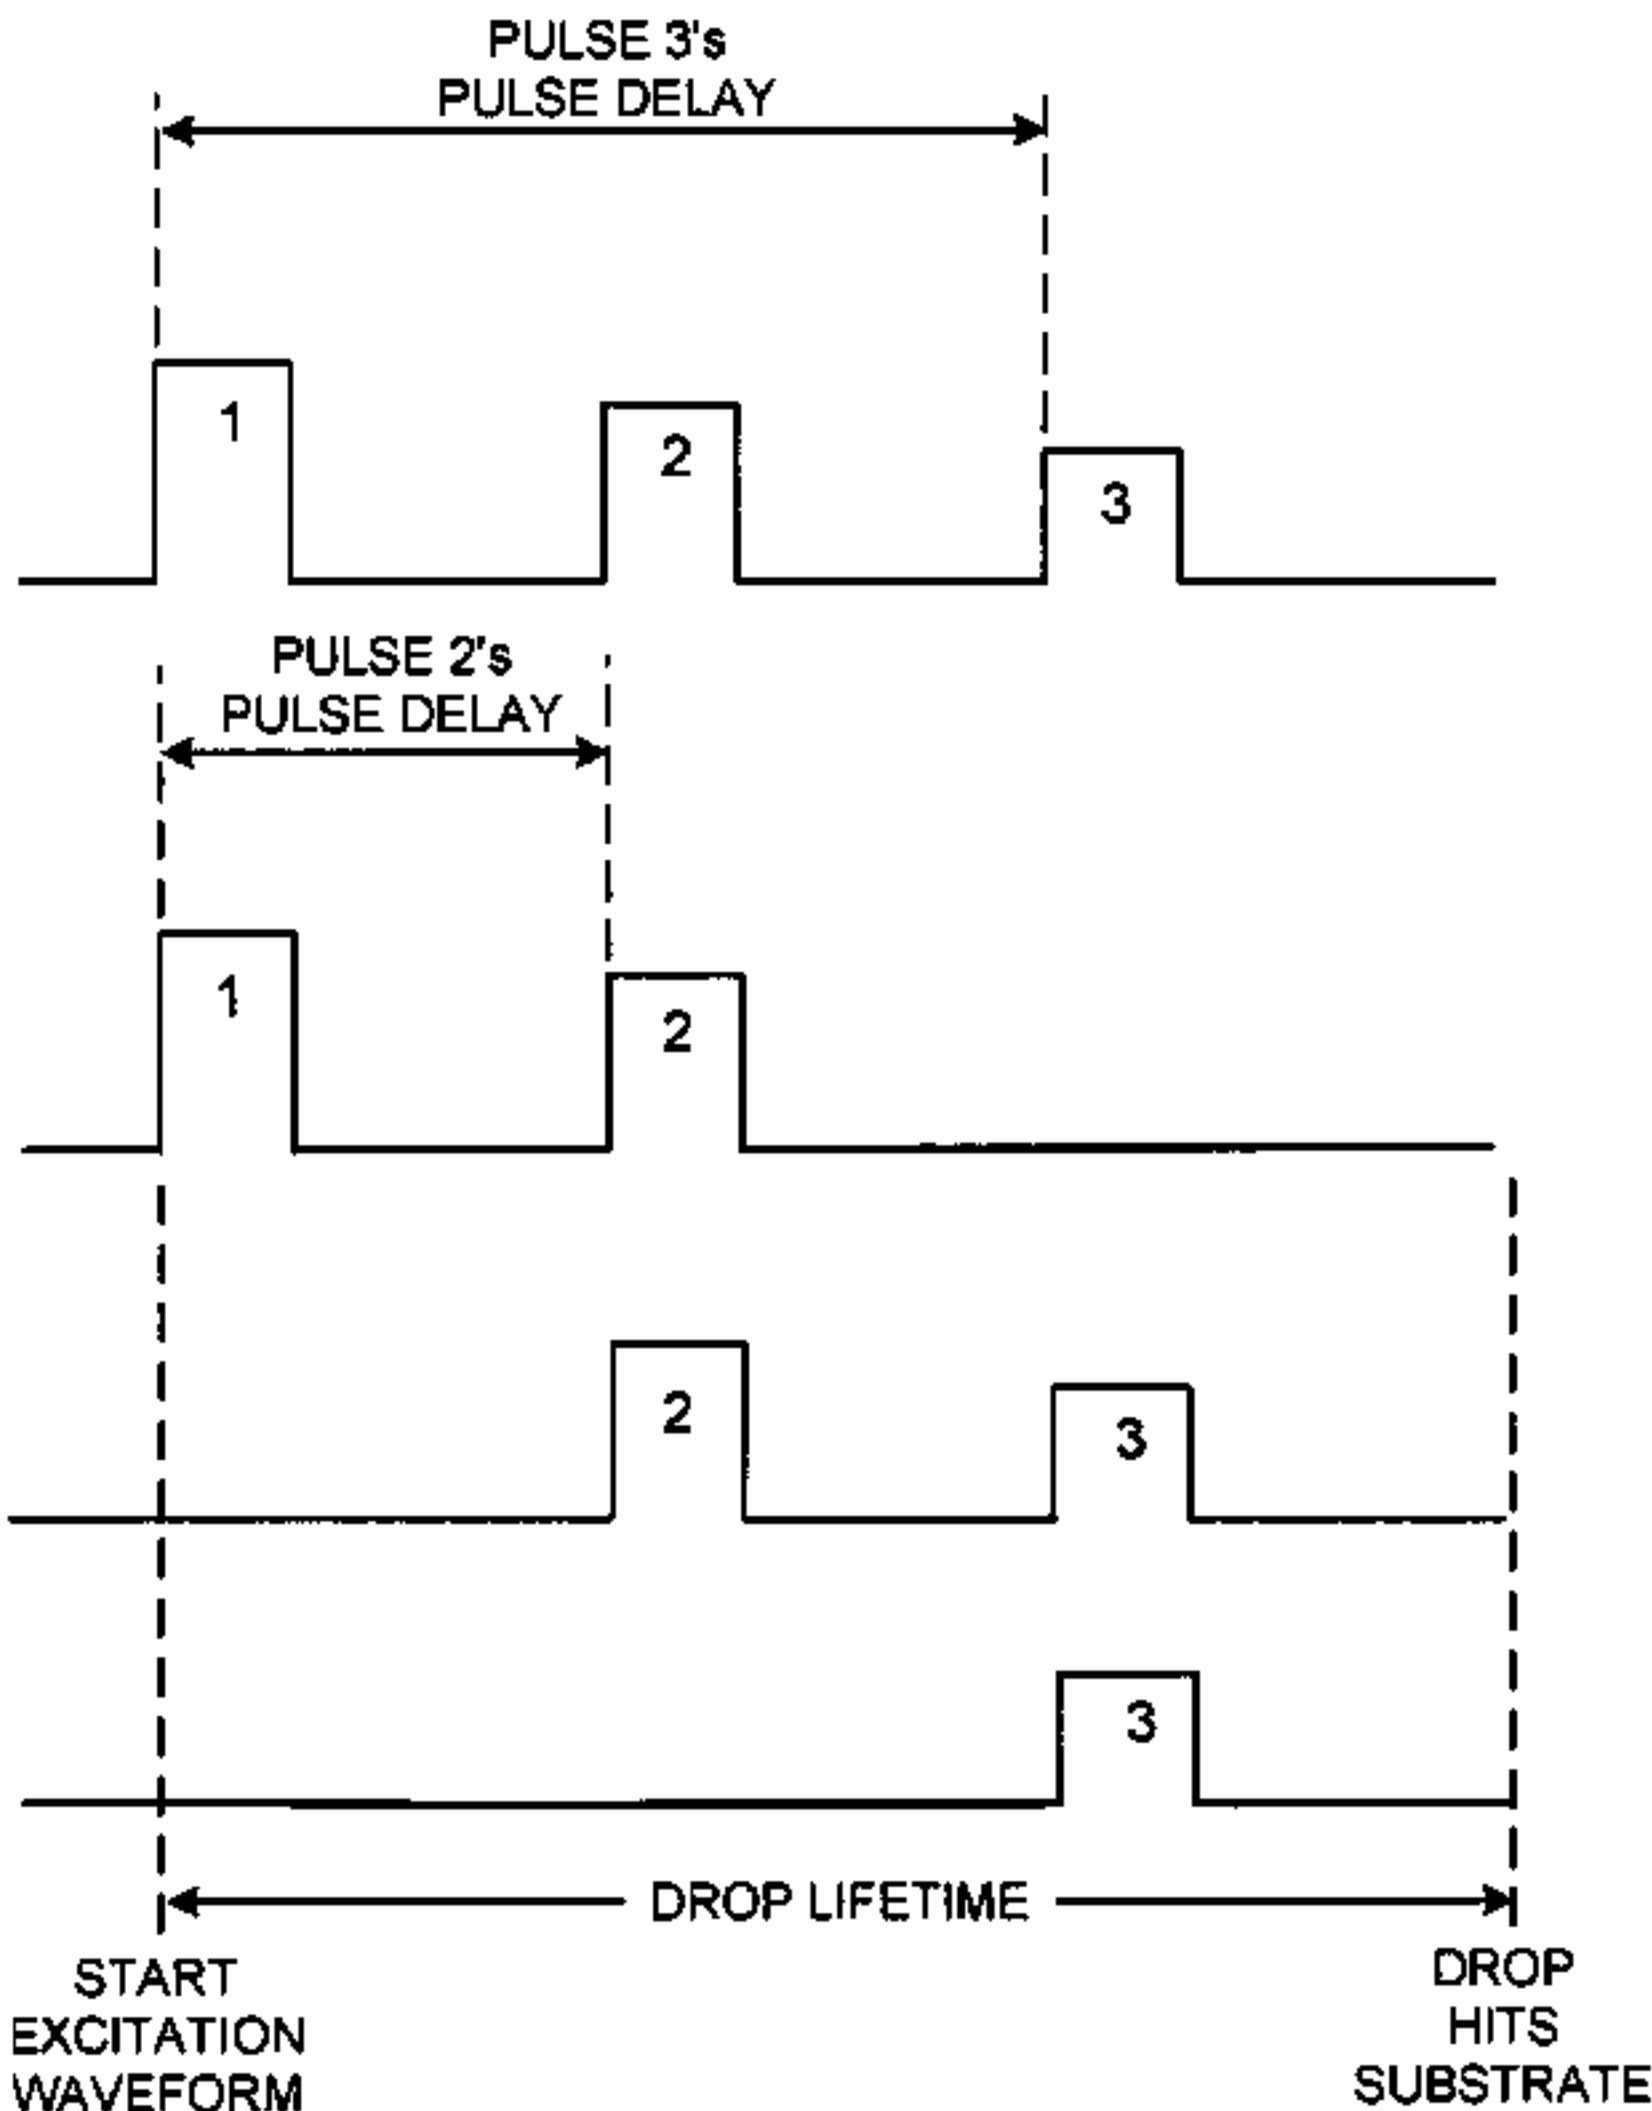 PULSE 3's
PULSE DELAY
1
2
3
PULSE 2's
PULSE DELAY
1
2
2
3
3
DROP LIFETIME
START
EXCITATION
WAVEFORM
DROP
HITS
SUBSTRATE